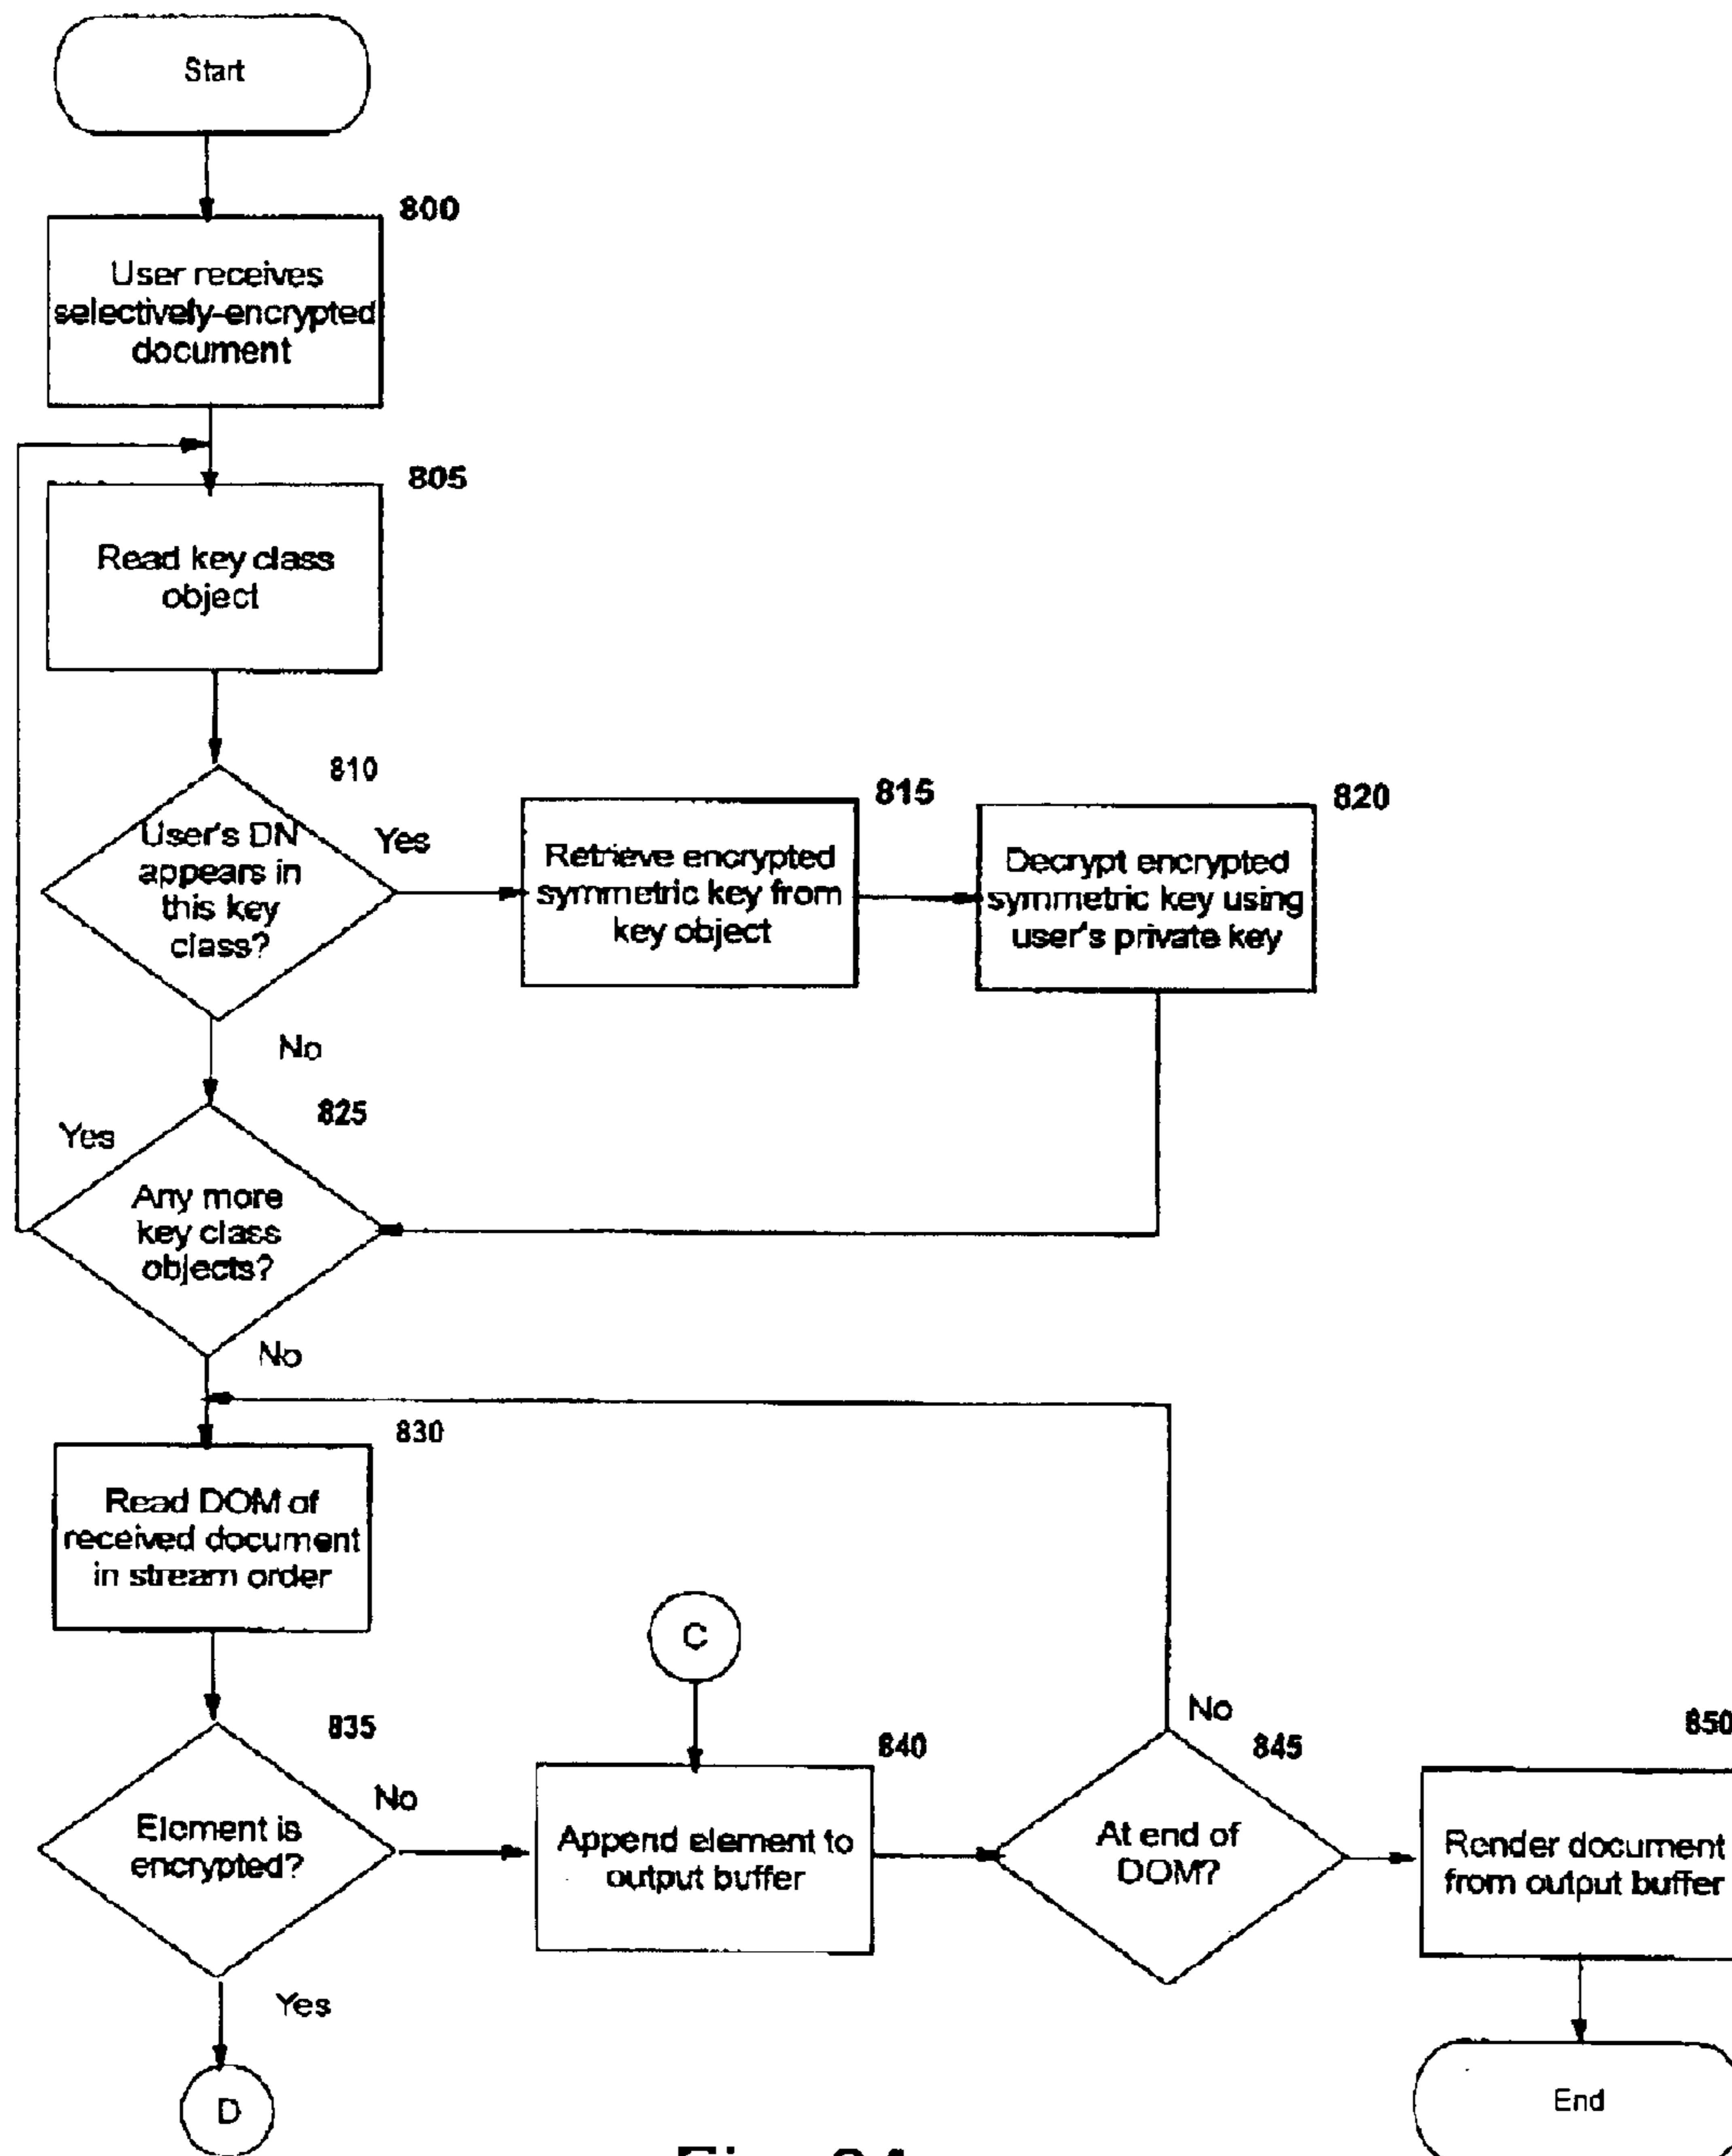 Start
800
User receives
selectively-encrypted
document
805
Read key class
object
810
User's DN
appears in
this key
class?
Yes
815
Retrieve encrypted
symmetric key from
key object
820
Decrypt encrypted
symmetric key using
user's private key
No
825
Yes
Any more
key class
objects?
No
830
Read DOM of
received document
in stream order
C
835
No
Element is
encrypted?
840
Append element to
output buffer
No
845
At end of
DOM?
850
Render document
from output buffer
Yes
D
End